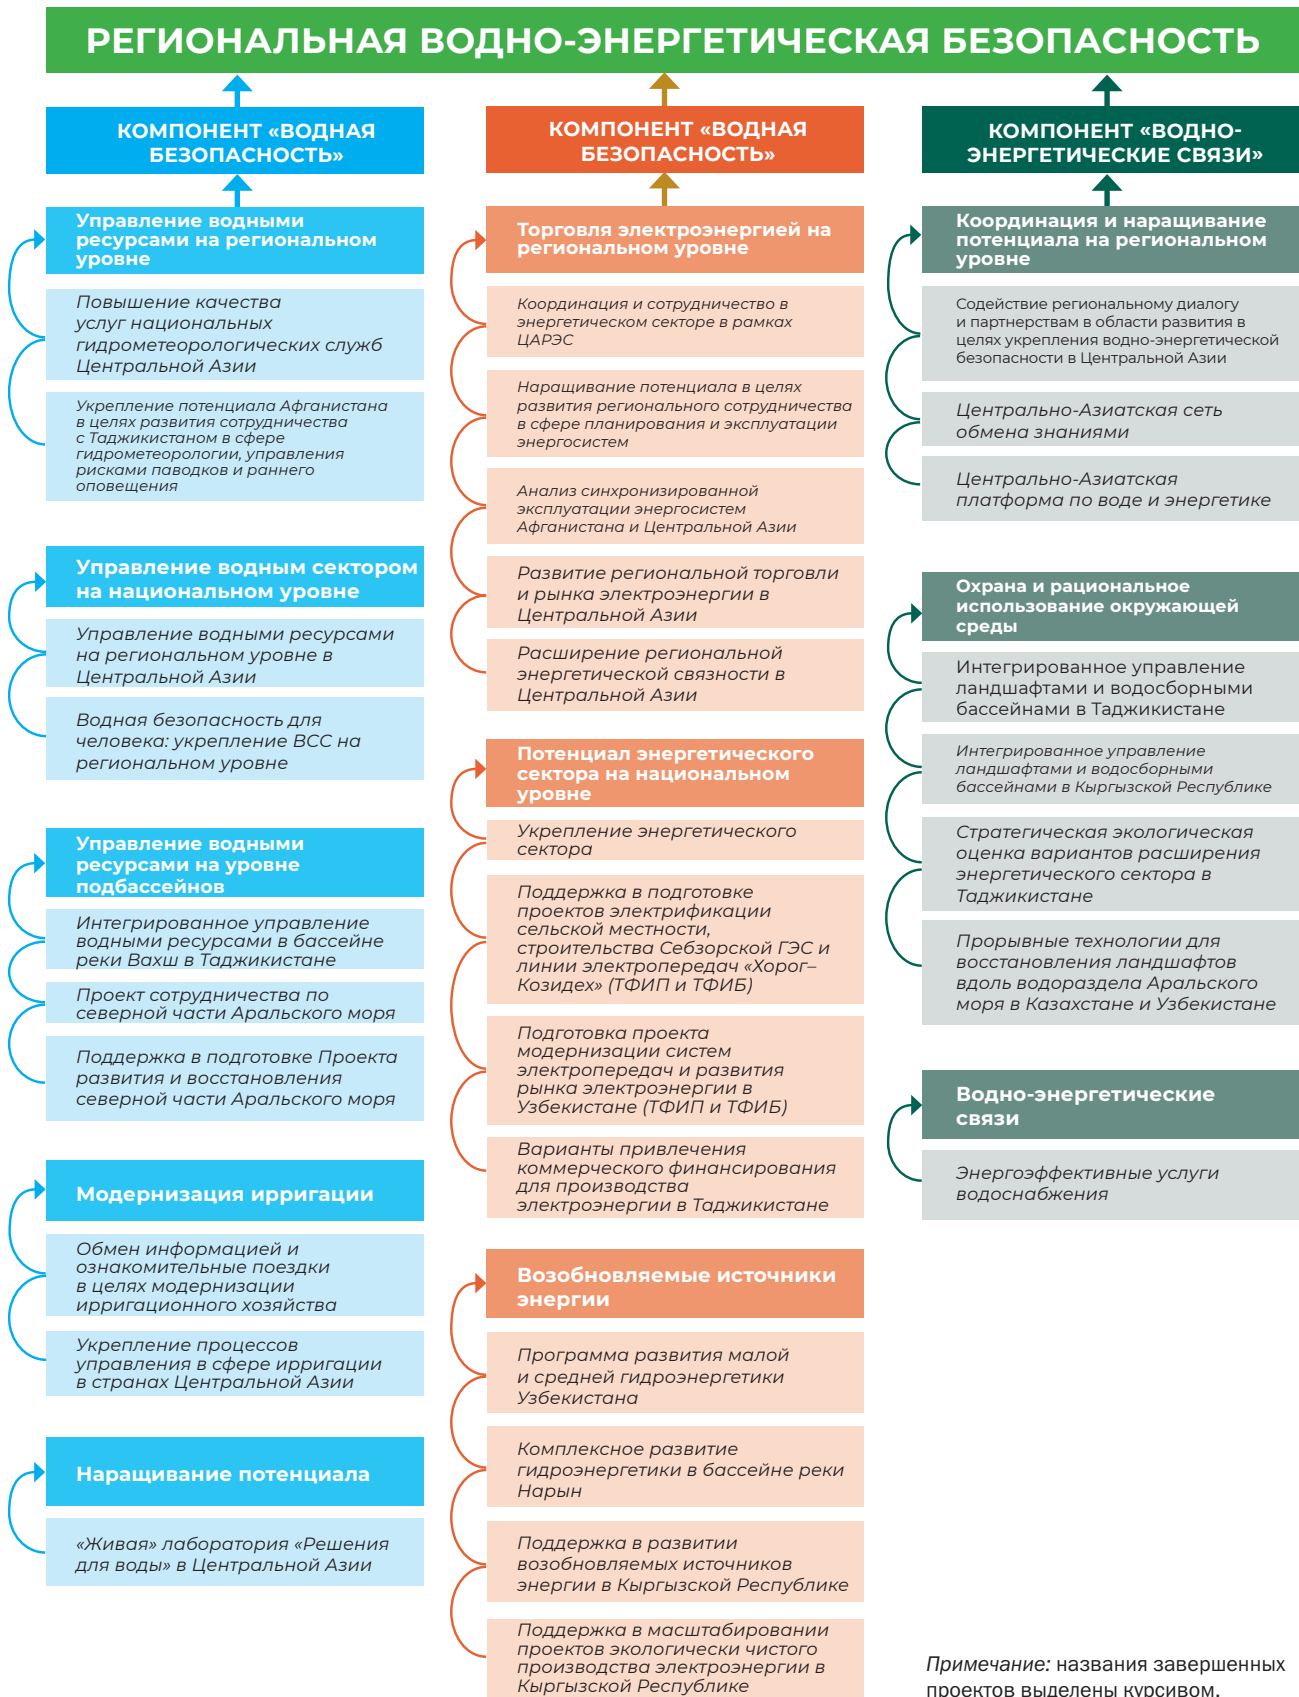 РЕГИОНАЛЬНАЯ ВОДНО-ЭНЕРГЕТИЧЕСКАЯ БЕЗОПАСНОСТЬ
КОМПОНЕНТ «ВОДНАЯ
БЕЗОПАСНОСТЬ»
Управление водными
ресурсами на региональном
уровне
Повышение качества
услуг национальных
гидрометеорологических служб
Центральной Азии
Укрепление потенциала Афганистана
в целях развития сотрудничества
с Таджикистаном в сфере
гидрометеорологии, управления
рисками паводков и раннего
оповещения
Управление водным сектором
на национальном уровне
Управление водными ресурсами
на региональном уровне в
Центральной Азии
Водная безопасность для
человека: укрепление ВСС на
региональном уровне
Управление водными
ресурсами на уровне
подбассейнов
Интегрированное управление
водными ресурсами в бассейне
реки Вахш в Таджикистане
Проект сотрудничества по
северной части Аральского моря
Поддержка в подготовке Проекта
развития и восстановления
северной части Аральского моря
Модернизация ирригации
Обмен информацией и
ознакомительные поездки
в целях модернизации
ирригационного хозяйства
Укрепление процессов
управления в сфере ирригации
в странах Центральной Азии
Наращивание потенциала
«Живая» лаборатория «Решения
для воды» в Центральной Азии
КОМПОНЕНТ «ВОДНАЯ
БЕЗОПАСНОСТЬ»
Торговля электроэнергией на
региональном уровне
Координация и сотрудничество в
энергетическом секторе в рамках
ЦАРЭС
Наращивание потенциала в целях
развития регионального сотрудничества
в сфере планирования и эксплуатации
энергосистем
Анализ синхронизированной
эксплуатации энергосистем
Афганистана и Центральной Азии
Развитие региональной торговли
и рынка электроэнергии в
Центральной Азии
Расширение региональной
энергетической связности в
Центральной Азии
Потенциал энергетического
сектора на национальном
уровне
Укрепление энергетического
сектора
Поддержка в подготовке
проектов электрификации
сельской местности,
строительства Себзорской ГЭС и
линии электропередач «Хорог–
Козидех» (ТФИП и ТФИБ)
Подготовка проекта
модернизации систем
электропередач и развития
рынка электроэнергии в
Узбекистане (ТФИП и ТФИБ)
Варианты привлечения
коммерческого финансирования
для производства
электроэнергии в Таджикистане
Возобновляемые источники
энергии
Программа развития малой
и средней гидроэнергетики
Узбекистана
Комплексное развитие
гидроэнергетики в бассейне реки
Нарын
Поддержка в развитии
возобновляемых источников
энергии в Кыргызской Республике
Поддержка в масштабировании
проектов экологически чистого
производства электроэнергии в
Кыргызской Республике
КОМПОНЕНТ «ВОДНО-
ЭНЕРГЕТИЧЕСКИЕ СВЯЗИ»
Координация и наращивание
потенциала на региональном
уровне
Содействие региональному диалогу
и партнерствам в области развития в
целях укрепления водно-энергетической
безопасности в Центральной Азии
Центрально-Азиатская сеть
обмена знаниями
Центрально-Азиатская
платформа по воде и энергетике
Охрана и рациональное
использование окружающей
среды
Интегрированное управление
ландшафтами и водосборными
бассейнами в Таджикистане
Интегрированное управление
ландшафтами и водосборными
бассейнами в Кыргызской Республике
Стратегическая экологическая
оценка вариантов расширения
энергетического сектора в
Таджикистане
Прорывные технологии для
восстановления ландшафтов
вдоль водораздела Аральского
моря в Казахстане и Узбекистане
Водно-энергетические
связи
Энергоэффективные услуги
водоснабжения
Примечание: названия завершенных
проектов выделены курсивом.